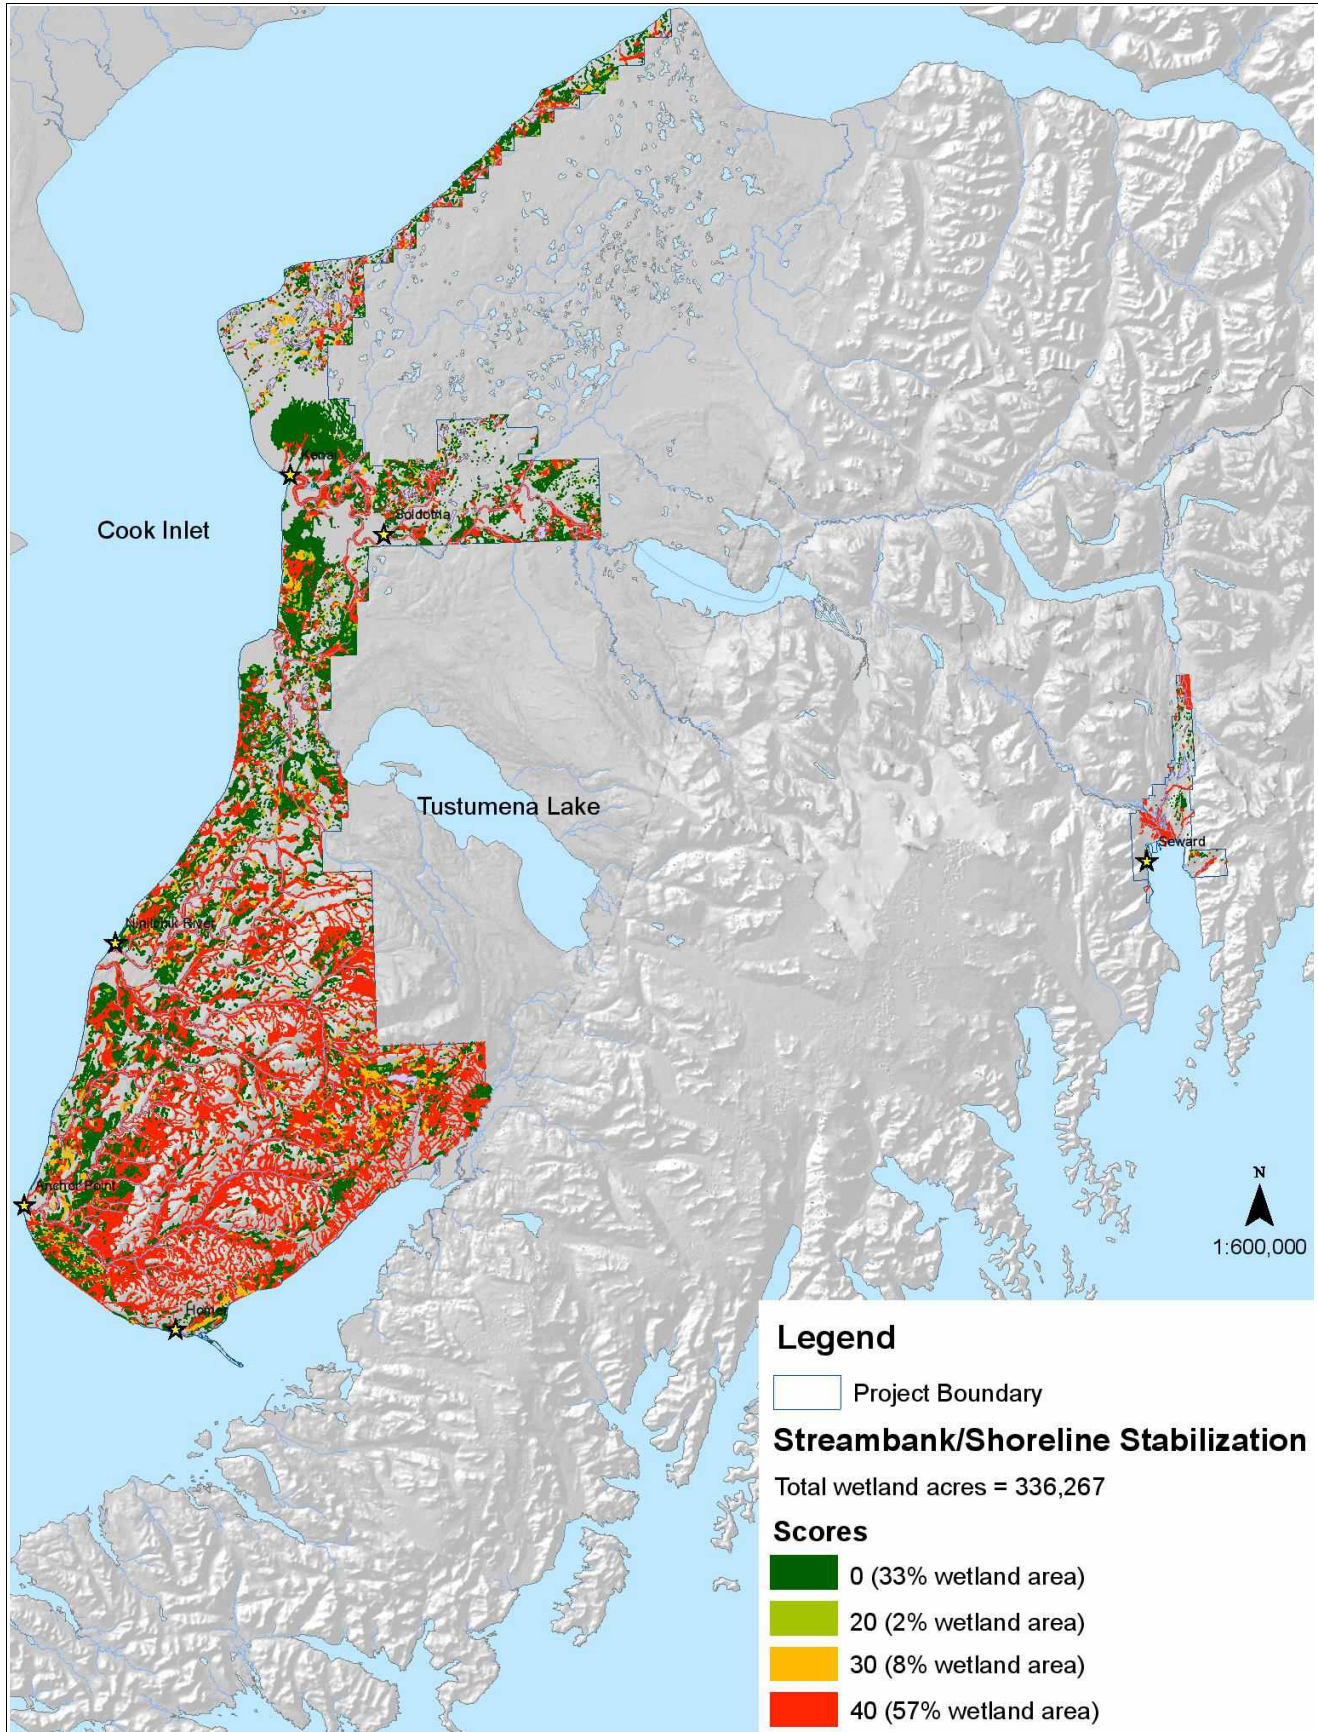 Kenai
Soldotna
Cook Inlet
Tustumena Lake
Seward
Ninilchik River
Anchor Point
N
1:600,000
Homer
Legend
Project Boundary
Streambank/Shoreline Stabilization
Total wetland acres = 336,267
Scores
0 (33% wetland area)
20 (2% wetland area)
30 (8% wetland area)
40 (57% wetland area)